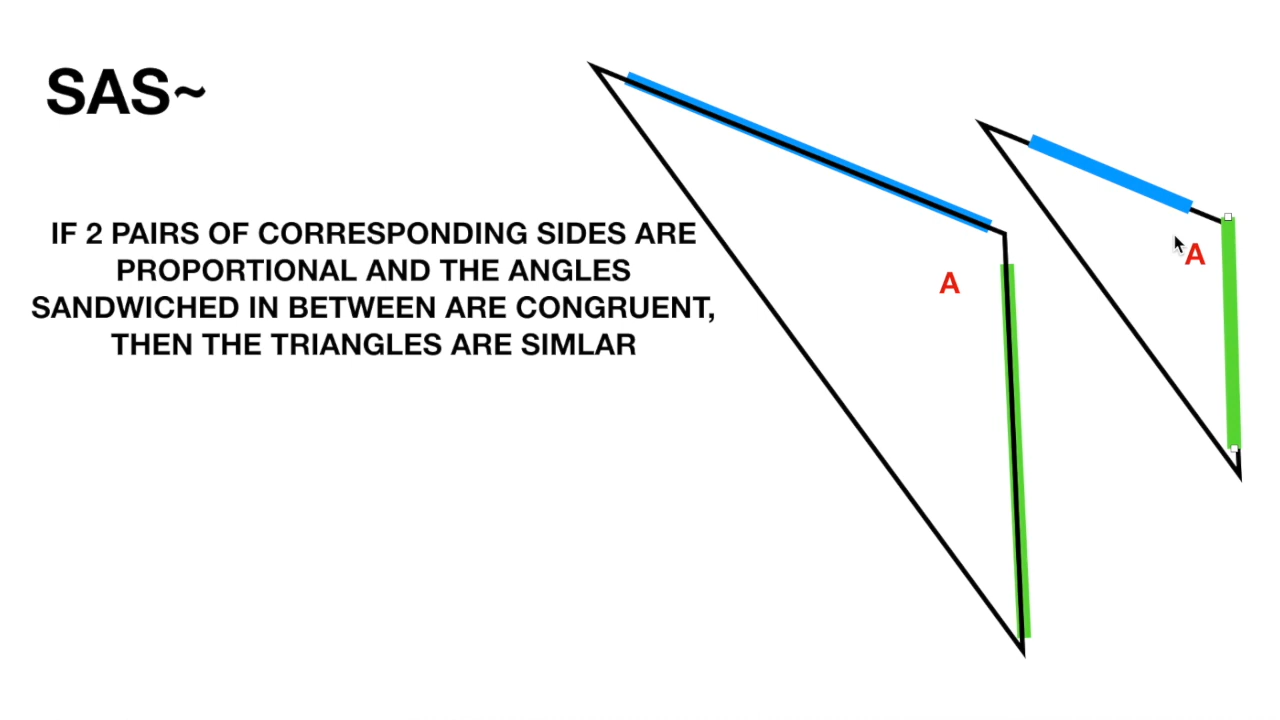 SAS~
IF 2 PAIRS OF CORRESPONDING SIDES ARE
PROPORTIONAL AND THE ANGLES
SANDWICHED IN BETWEEN ARE CONGRUENT,
THEN THE TRIANGLES ARE SIMLAR
A
A